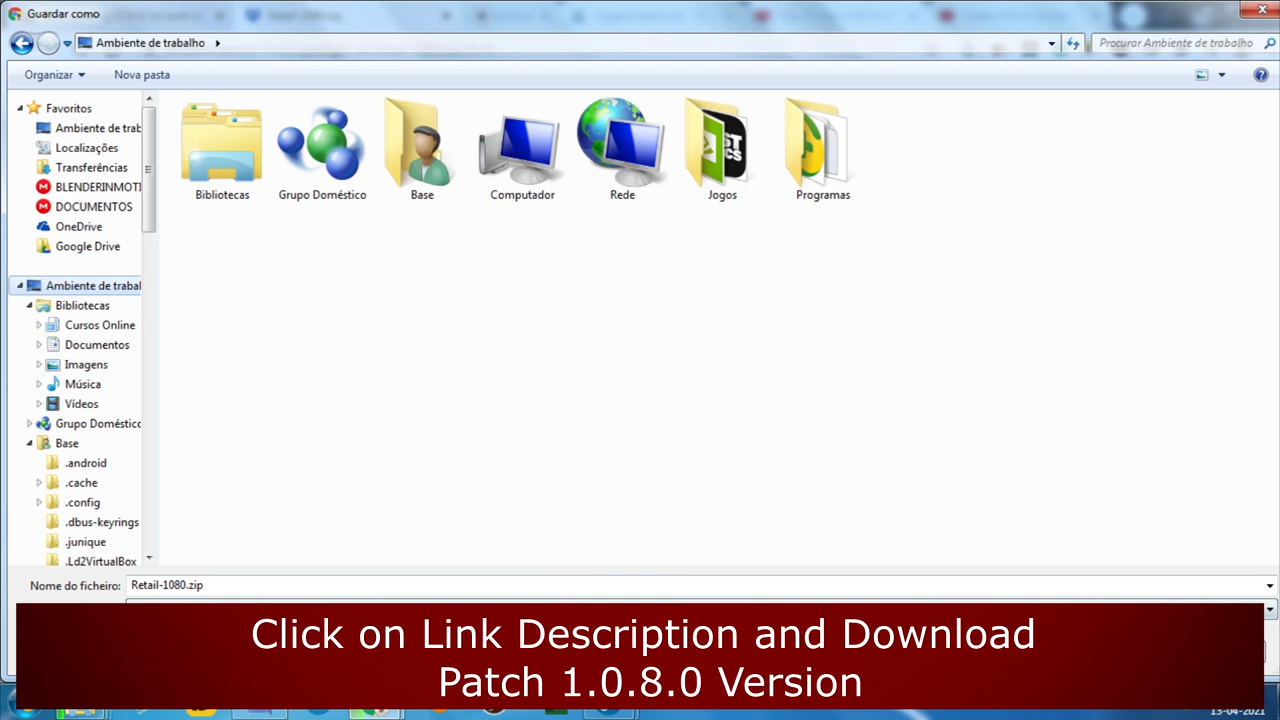 Guardar como
Ambiente de trabalho
Procurar Ambiente de trabalho
Organizar
Nova pasta
Favoritos
Ambiente de trab
Localizações
Transferências
BLENDERINMOTI
DOCUMENTOS
OneDrive
Google Drive
Ambiente de trabal
Bibliotecas
Cursos Online
Documentos
Imagens
Música
Vídeos
Grupo Doméstico
Base
.android
.cache
.config
.dbus-keyrings
.junique
.Ld2VirtualBox
Bibliotecas
Grupo Doméstico
Base
Computador
Rede
Jogos
Programas
Nome do ficheiro: Retail-1080.zip
Click on Link Description and Download
Patch 1.0.8.0 Version
13-04-2021